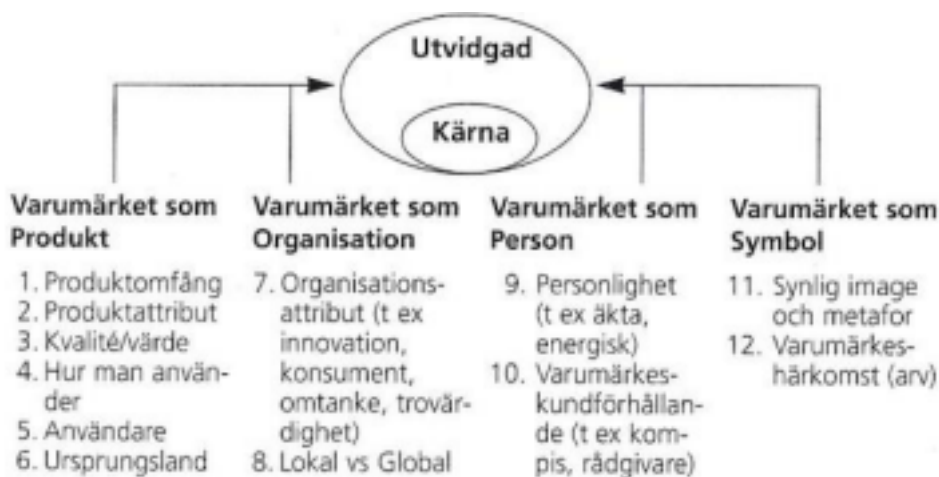 Utvidgad
Kärna
Varumärket som
Produkt
1. Produktomfång
2. Produktattribut
3. Kvalité/värde
4. Hur man använ-
der
5. Användare
6. Ursprungsland
Varumärket som
Organisation
7. Organisations-
attribut (t ex
innovation,
konsument,
omtanke, trovär-
dighet)
8. Lokal vs Global
Varumärket som
Person
9. Personlighet
(t ex äkta,
energisk)
10. Varumärkes-
kundförhållan-
de (t ex kom-
pis, rådgivare)
Varumärket som
Symbol
11. Synlig image
och metafor
12. Varumärkes-
härkomst (arv)